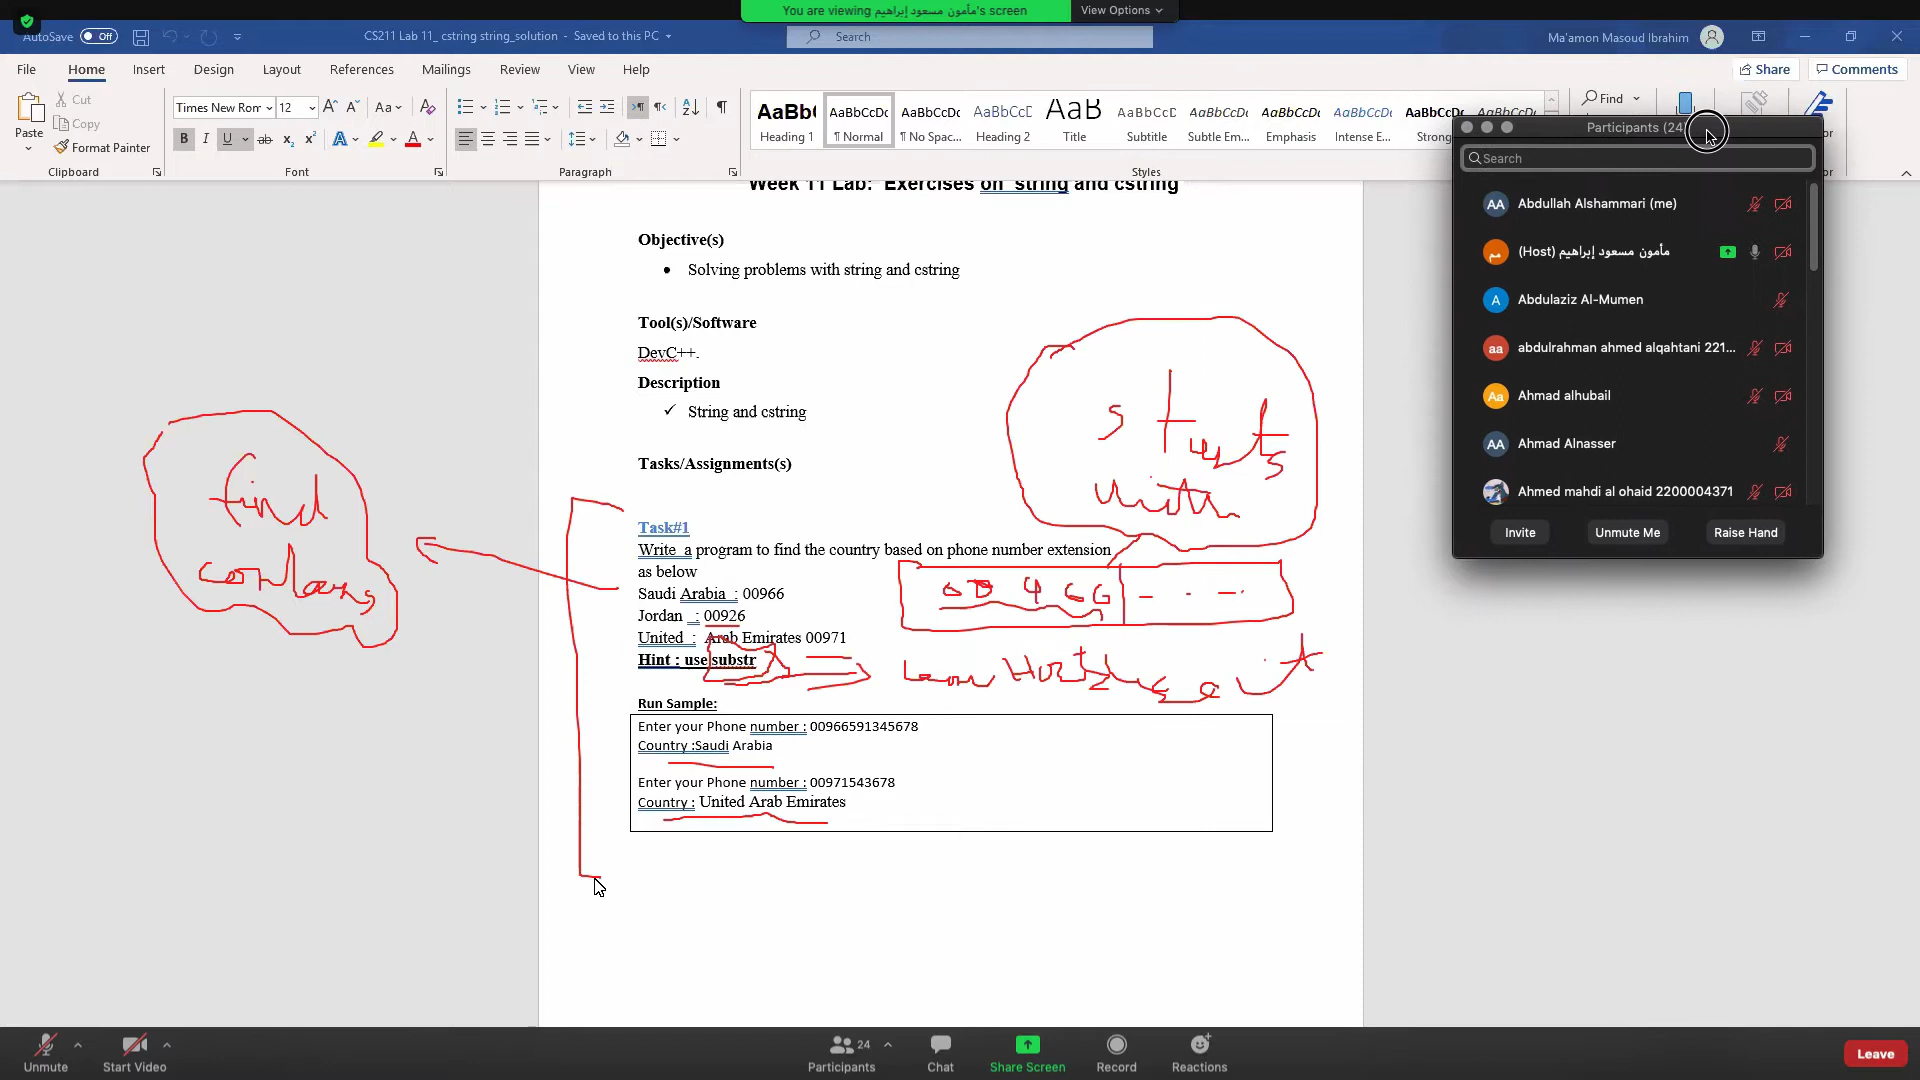 You are viewing مأمون مسعود إبراهيم's screen
View Options
AutoSave Off
CS211 Lab 11_ cstring string_solution - Saved to this PC
Search
Ma'amon Masoud Ibrahim
File Home Insert Design Layout References Mailings Review View Help
Share Comments
Paste
Cut
Copy
Format Painter
Times New Rom 12
AaBbC Heading 1
AaBbCcDc ¶ Normal
AaBbCcDc ¶ No Spac...
AaBbCcD Heading 2
AaB Title
AaBbCcDc Subtitle
AaBbCcDc Subtle Em...
AaBbCcDc Emphasis
AaBbCcDc Intense E...
AaBbCcDc Strong
AaBbCcDc
Find
Clipboard Font Paragraph Styles
Week 11 Lab: Exercises on string and cstring
Objective(s)
• Solving problems with string and cstring
Tool(s)/Software
DevC++.
Description
✓ String and cstring
Tasks/Assignments(s)
Task#1
Write a program to find the country based on phone number extension
as below
Saudi Arabia : 00966
Jordan : 00926
United : Arab Emirates 00971
Hint : use substr
Run Sample:
Enter your Phone number : 00966591345678
Country :Saudi Arabia
Enter your Phone number : 00971543678
Country : United Arab Emirates
find
contains
starts
with
Participants (24)
Search
AA Abdullah Alshammari (me)
مم مأمون مسعود إبراهيم (Host)
A Abdulaziz Al-Mumen
aa abdulrahman ahmed alqahtani 221...
Aa Ahmad alhubail
AA Ahmad Alnasser
Ahmed mahdi al ohaid 2200004371
Invite Unmute Me Raise Hand
Unmute Start Video Participants 24 Chat Share Screen Record Reactions Leave